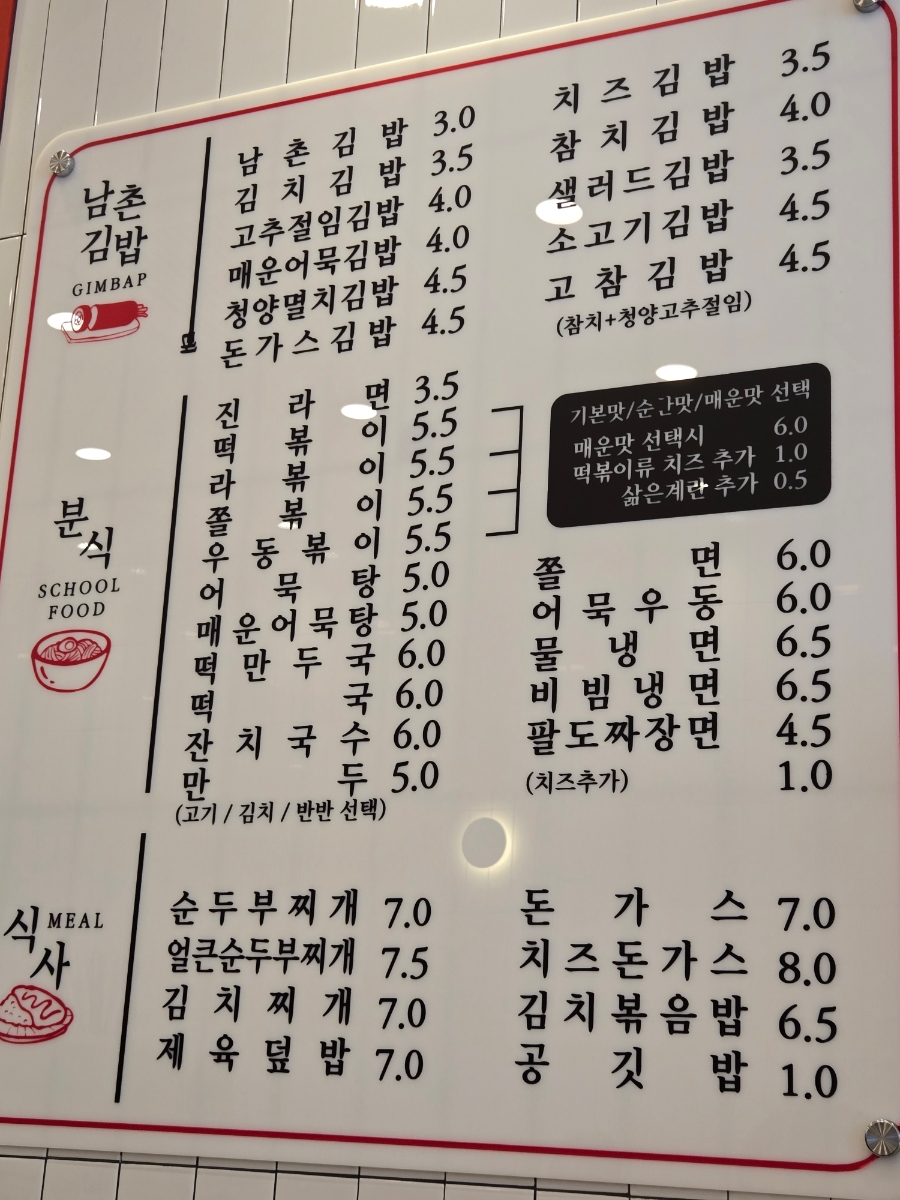 남촌
김밥
GIMBAP
남촌김밥 3.0
김치김밥 3.5
고추절임김밥 4.0
매운어묵김밥 4.0
청양멸치김밥 4.5
돈가스김밥 4.5
치즈김밥 3.5
참치김밥 4.0
샐러드김밥 3.5
소고기김밥 4.5
고참김밥 4.5
(참치+청양고추절임)
분식
SCHOOL
FOOD
진라면 3.5
떡볶이 5.5
라볶이 5.5
쫄볶이 5.5
우동볶이 5.5
어묵탕 5.0
매운어묵탕 5.0
떡만두국 6.0
떡국 6.0
잔치국수 6.0
만두 5.0
(고기 / 김치 / 반반 선택)
기본맛/순한맛/매운맛 선택
매운맛 선택시 6.0
떡볶이류 치즈 추가 1.0
삶은계란 추가 0.5
쫄면 6.0
어묵우동 6.0
물냉면 6.5
비빔냉면 6.5
팔도짜장면 4.5
(치즈추가) 1.0
식사
MEAL
순두부찌개 7.0
얼큰순두부찌개 7.5
김치찌개 7.0
제육덮밥 7.0
돈가스 7.0
치즈돈가스 8.0
김치볶음밥 6.5
공깃밥 1.0